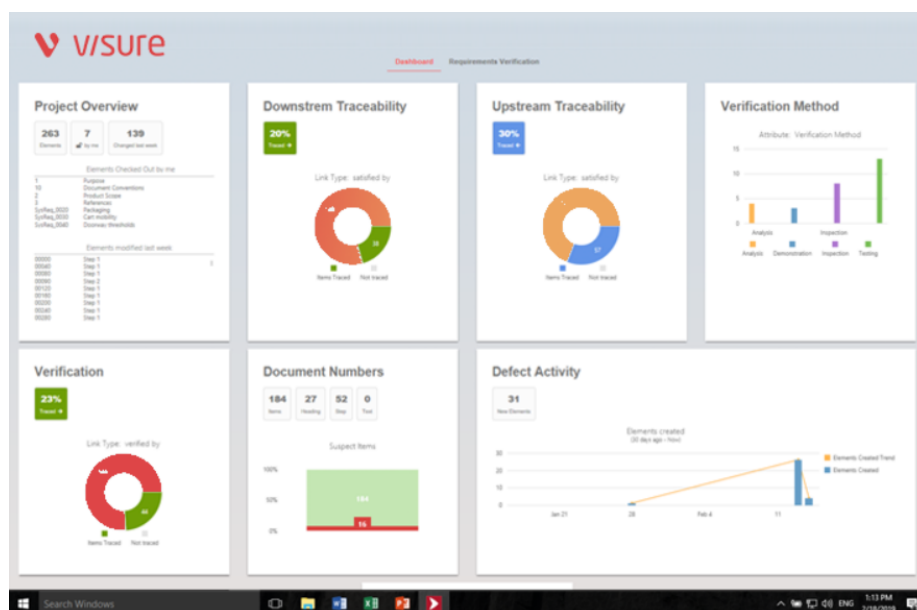 visure
Dashboard Requirements Verification
Project Overview
263 7 139
Elements by me Changed last week
Elements Checked Out by me
1 Purpose
10 Document Conventions
2 Product Scope
3 References
SysReq_0020 Packaging
SysReq_0030 Cart mobility
SysReq_0040 Doorway thresholds
Elements modified last week
Step 1
Step 1
Step 1
Step 2
Step 1
Step 1
Step 1
Step 1
Step 1
Downstrem Traceability
20%
Traced
Link Type: satisfied by
Items Traced Not traced
Upstream Traceability
30%
Traced
Link Type: satisfied by
57
Items Traced Not traced
Verification Method
Attribute: Verification Method
15
10
5
0
Analysis Inspection
Analysis Demonstration Inspection Testing
Verification
23%
Traced
Link Type: verified by
44
Items Traced Not traced
Document Numbers
184 27 52 0
Items Heading Step Text
Suspect Items
100%
50%
0%
184
15
Defect Activity
31
New Elements
Elements created
(30 days ago - Now)
30
20
10
0
Jan 21 28 Feb 4 11
Elements Created Trend
Elements Created
Search Windows
ENG
1:13 PM